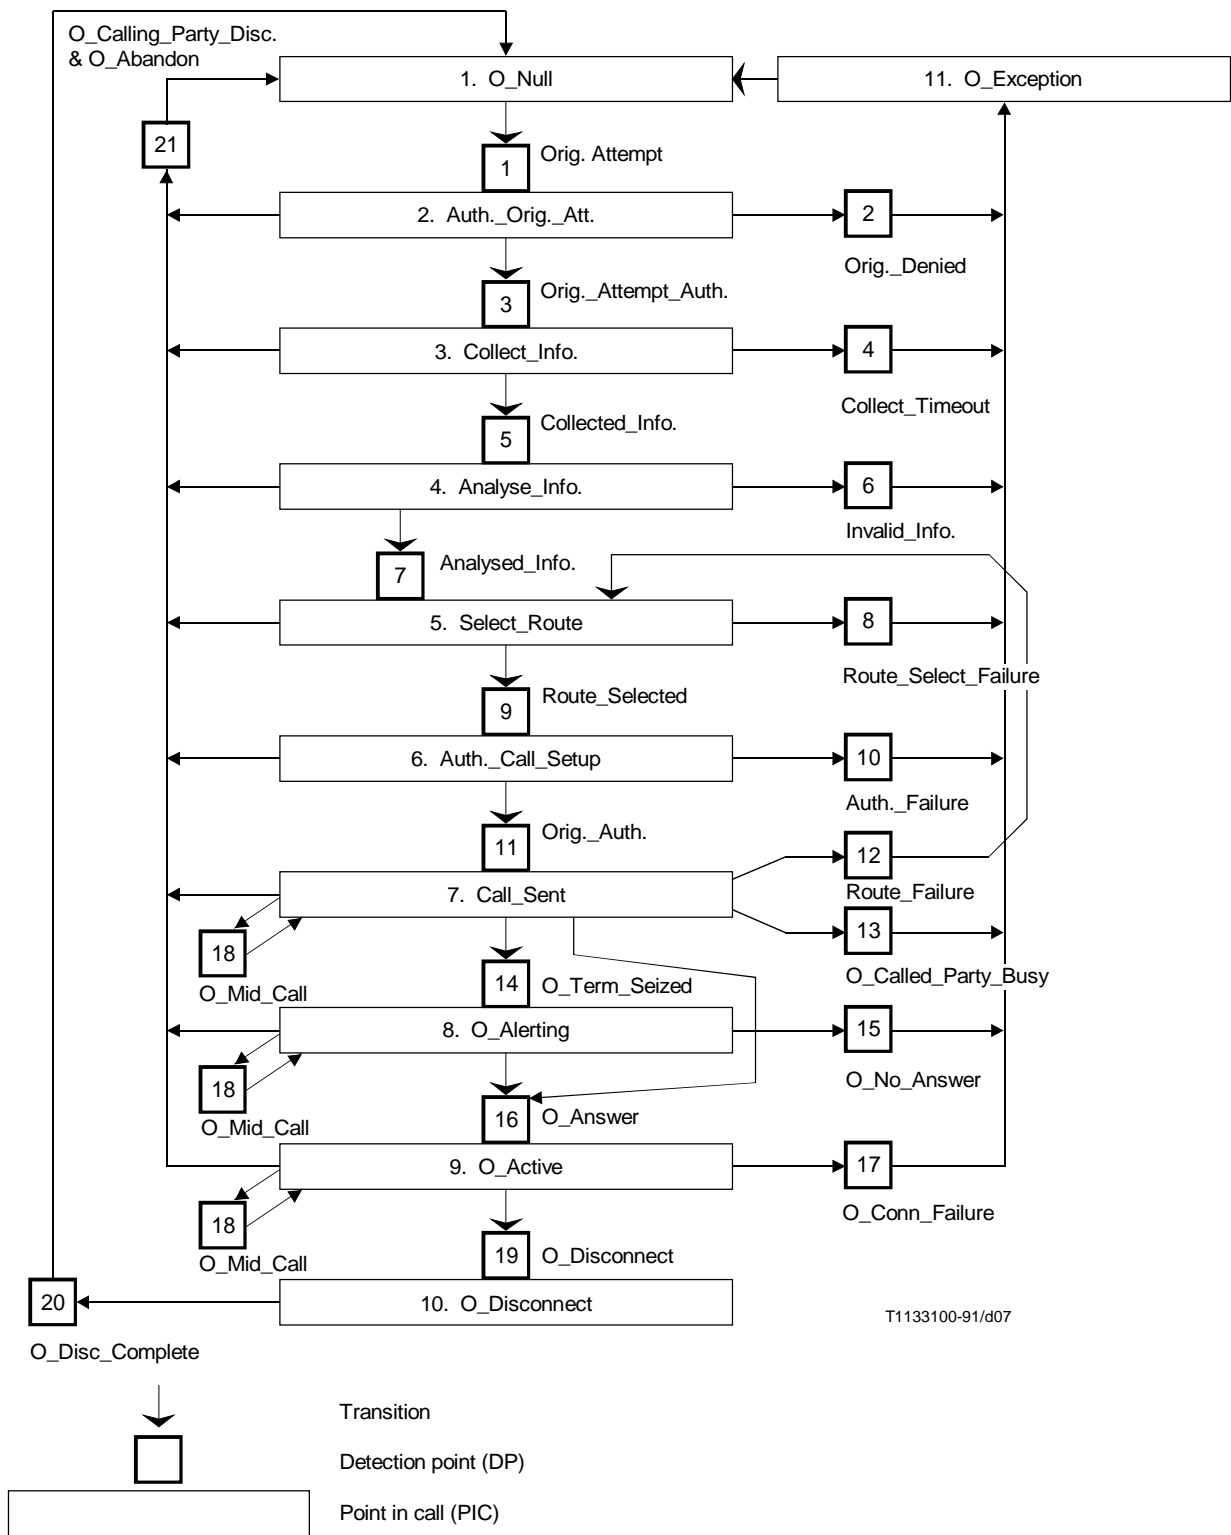 O_Calling_Party_Disc.
& O_Abandon
1. O_Null
11. O_Exception
21
1
Orig. Attempt
2. Auth._Orig._Att.
2
Orig._Denied
3
Orig._Attempt_Auth.
3. Collect_Info.
4
Collect_Timeout
5
Collected_Info.
4. Analyse_Info.
6
Invalid_Info.
7
Analysed_Info.
5. Select_Route
8
Route_Select_Failure
9
Route_Selected
6. Auth._Call_Setup
10
Auth._Failure
11
Orig._Auth.
12
Route_Failure
7. Call_Sent
13
O_Called_Party_Busy
18
O_Mid_Call
14
O_Term_Seized
8. O_Alerting
15
O_No_Answer
18
O_Mid_Call
16
O_Answer
9. O_Active
17
O_Conn_Failure
18
O_Mid_Call
19
O_Disconnect
20
10. O_Disconnect
T1133100-91/d07
O_Disc_Complete
Transition
Detection point (DP)
Point in call (PIC)